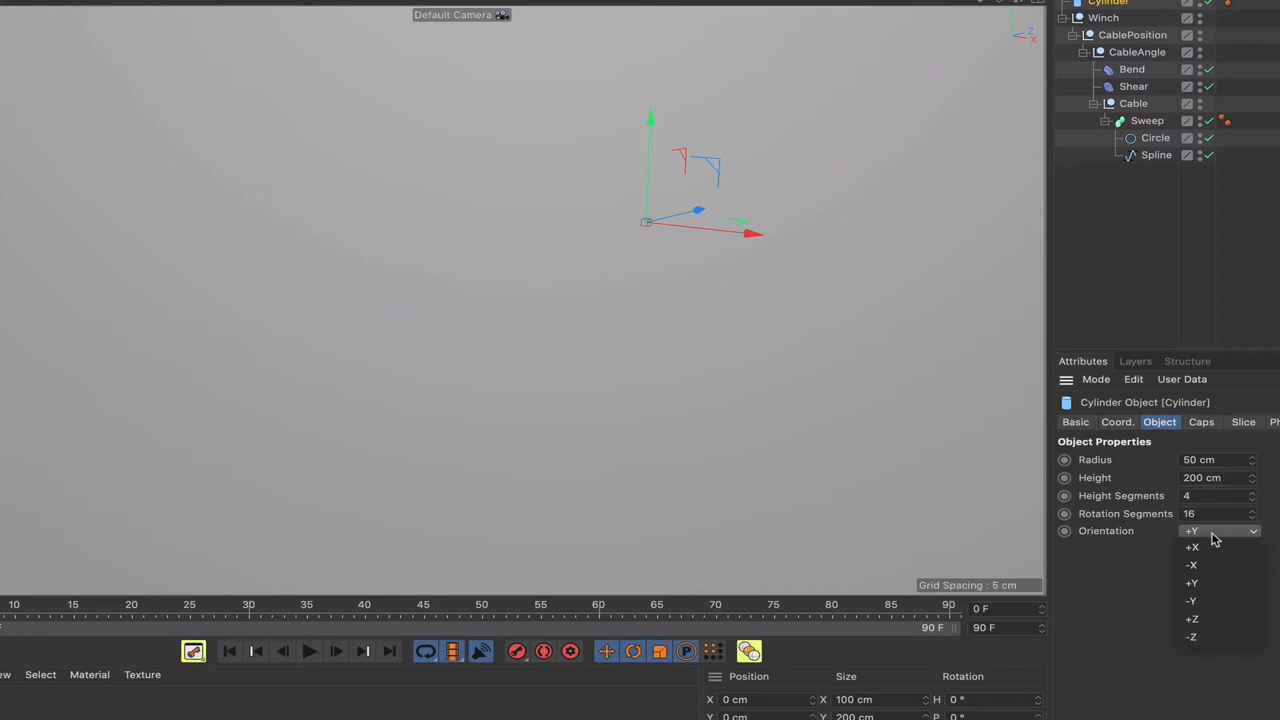 Default Camera
Y
Z
X
Cylinder
Winch
CablePosition
CableAngle
Bend
Shear
Cable
Sweep
Circle
Spline
Attributes Layers Structure
Mode Edit User Data
Cylinder Object [Cylinder]
Basic Coord. Object Caps Slice
Object Properties
Radius 50 cm
Height 200 cm
Height Segments 4
Rotation Segments 16
Orientation +Y
+X
-X
+Y
-Y
+Z
-Z
Grid Spacing : 5 cm
10 15 20 25 30 35 40 45 50 55 60 65 70 75 80 85 90 0 F
90 F 90 F
P
Select Material Texture
Position Size Rotation
X 0 cm X 100 cm H 0 °
Y 0 cm Y 200 cm P 0 °